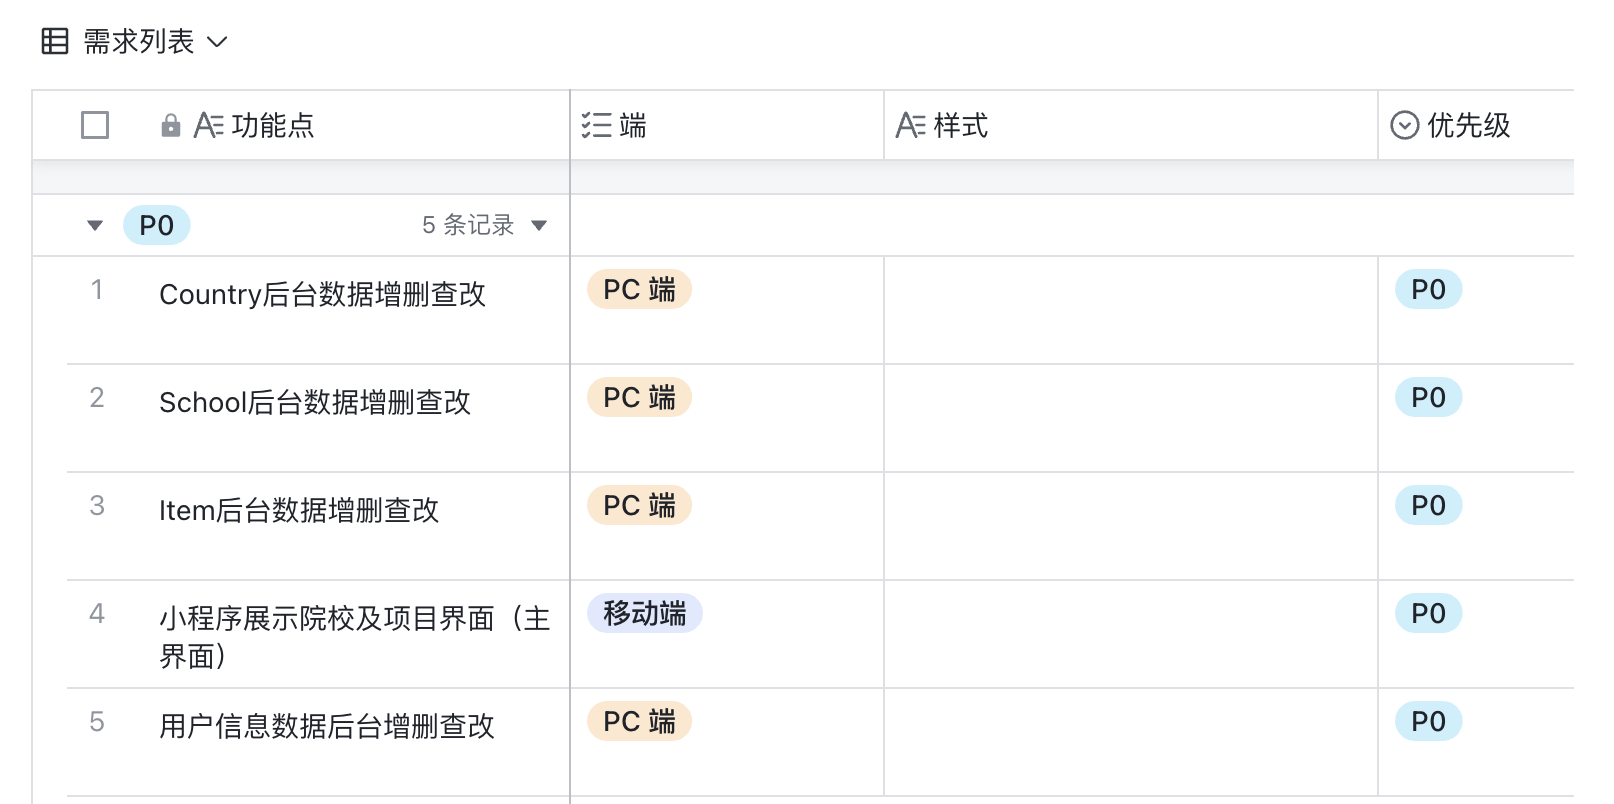 需求列表
功能点 端 样式 优先级
P0 5 条记录
1 Country后台数据增删查改 PC 端 P0
2 School后台数据增删查改 PC 端 P0
3 Item后台数据增删查改 PC 端 P0
4 小程序展示院校及项目界面（主 移动端 P0
界面）
5 用户信息数据后台增删查改 PC 端 P0